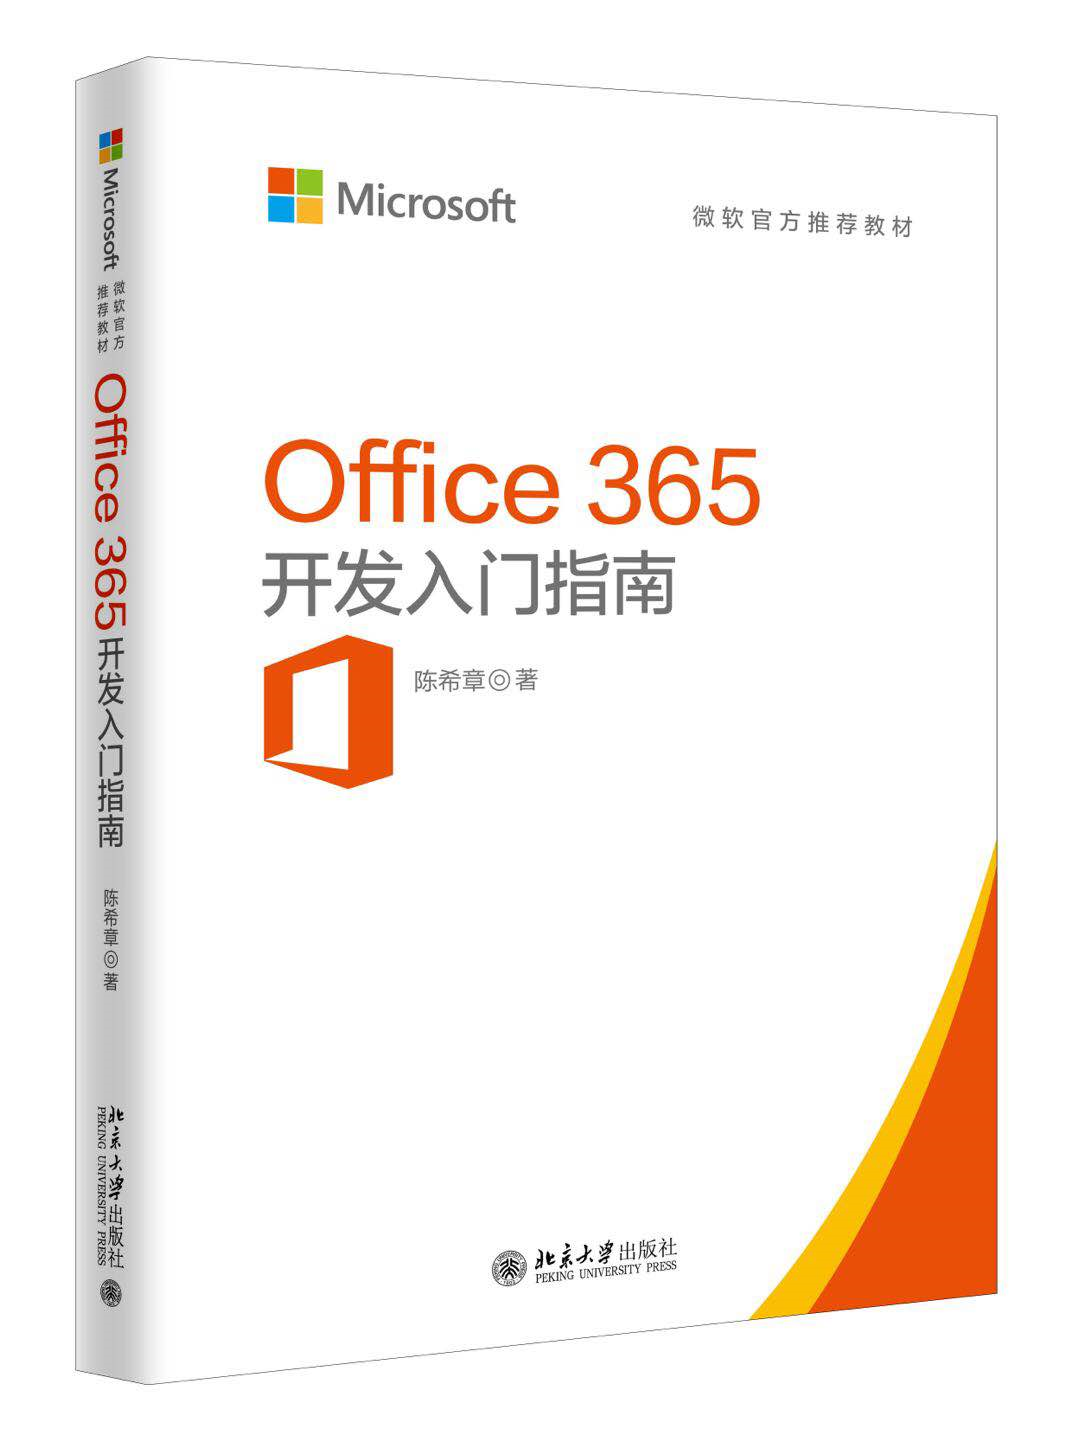 Microsoft
微软官方推荐教材
Office 365
开发入门指南
陈希章◎著
北京大学出版社
PEKING UNIVERSITY PRESS
Microsoft
微软官方
推荐教材
Office 365开发入门指南
陈希章◎著
北京大学出版社
PEKING UNIVERSITY PRESS